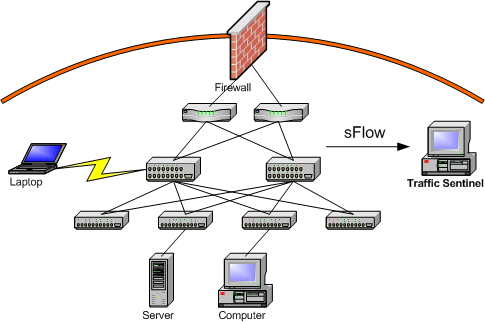 Firewall
sFlow
Laptop
Traffic Sentinel
Server
Computer